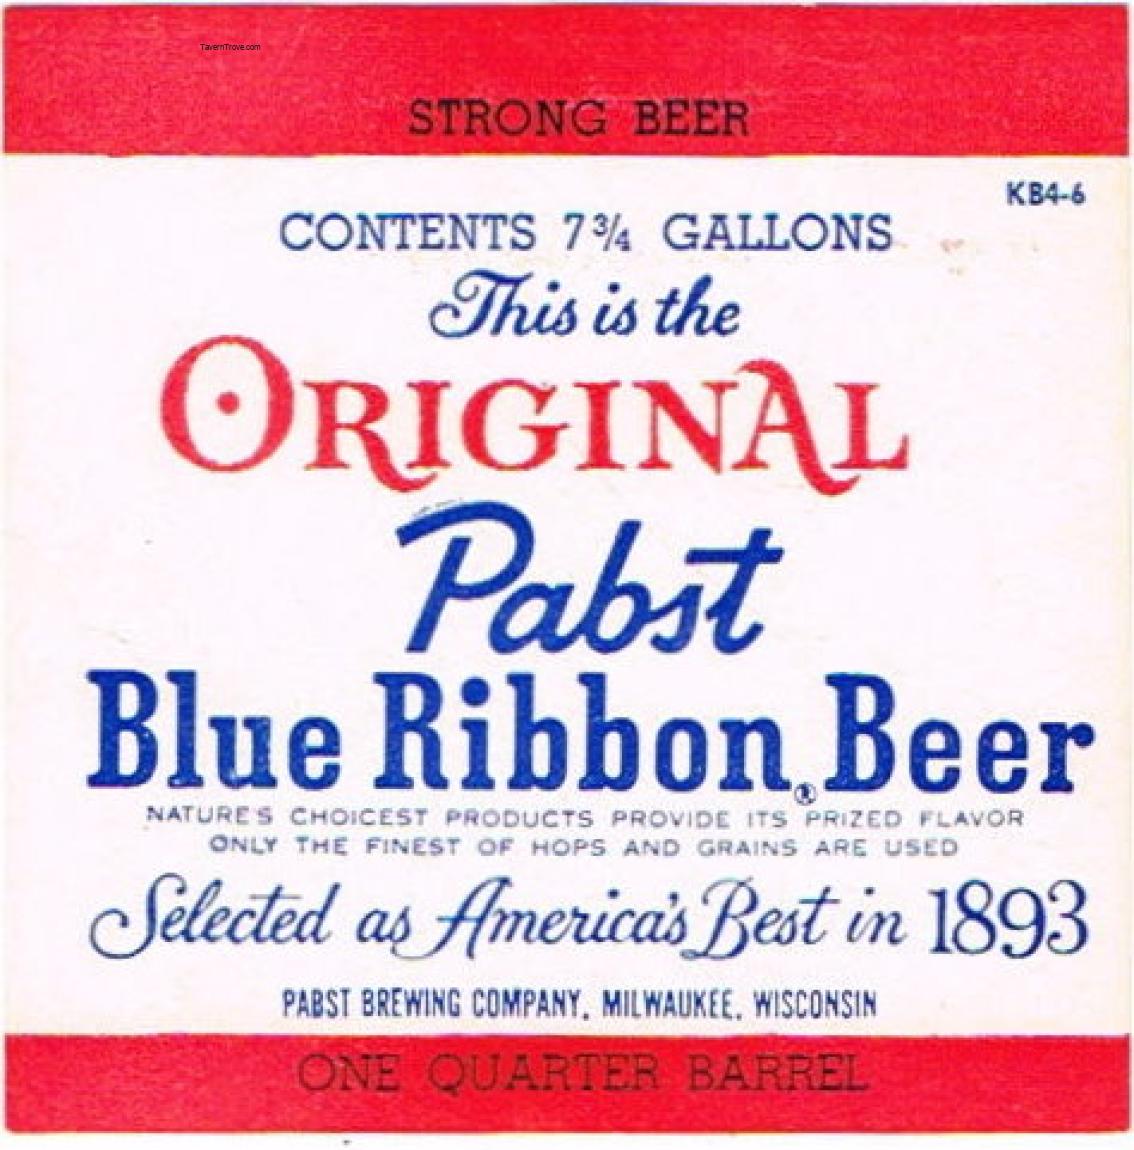 TavernTrove.com
STRONG BEER
KB4-6
CONTENTS 7 3/4 GALLONS
This is the
ORIGINAL
Pabst
Blue Ribbon® Beer
NATURE'S CHOICEST PRODUCTS PROVIDE ITS PRIZED FLAVOR
ONLY THE FINEST OF HOPS AND GRAINS ARE USED
Selected as America's Best in 1893
PABST BREWING COMPANY, MILWAUKEE, WISCONSIN
ONE QUARTER BARREL